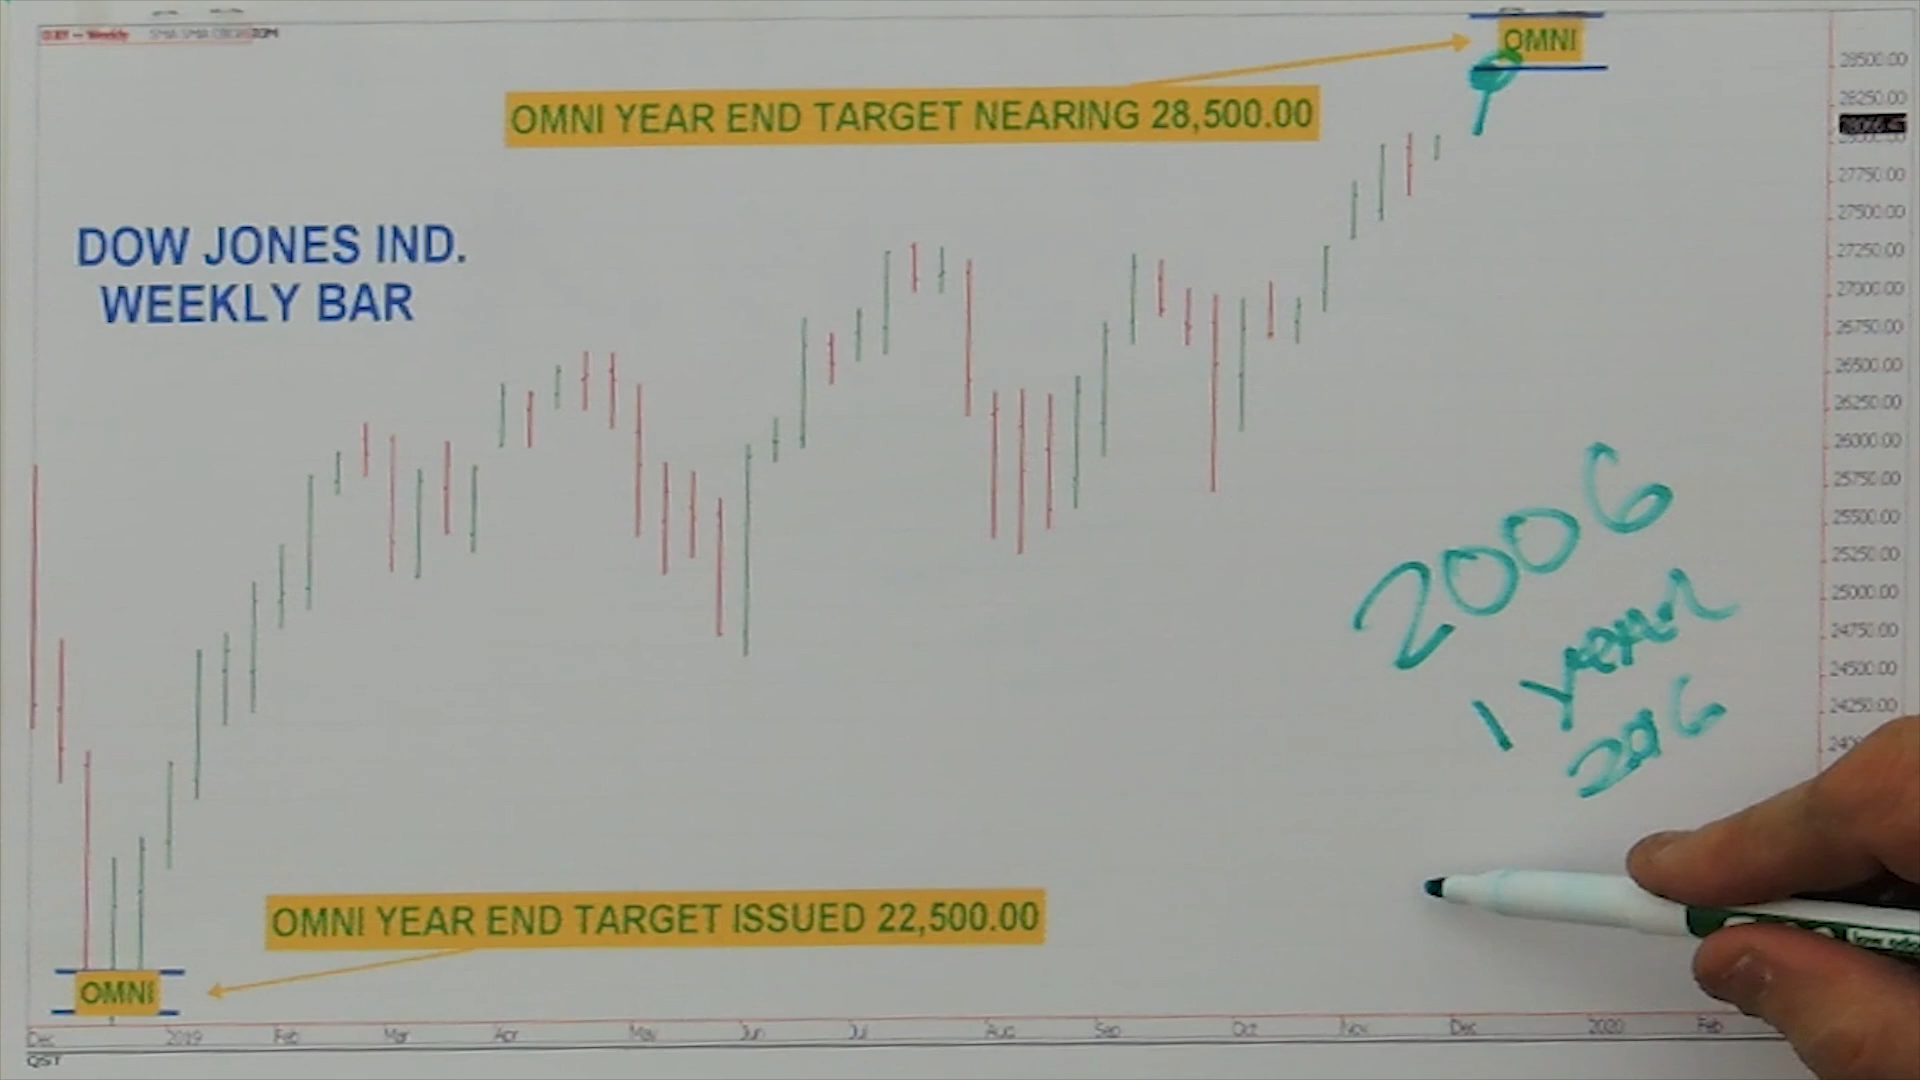 Weekly
OMNI
OMNI YEAR END TARGET NEARING 28,500.00
DOW JONES IND.
WEEKLY BAR
28500.00
28250.00
27750.00
27500.00
27250.00
27000.00
26750.00
26500.00
26250.00
26000.00
25750.00
25500.00
25250.00
25000.00
24750.00
24500.00
24250.00
2006
1 year
2016
OMNI YEAR END TARGET ISSUED 22,500.00
OMNI
Dec 2019 Feb Mar Apr May Jun Jul Aug Sep Oct Nov Dec 2020 Feb
QST